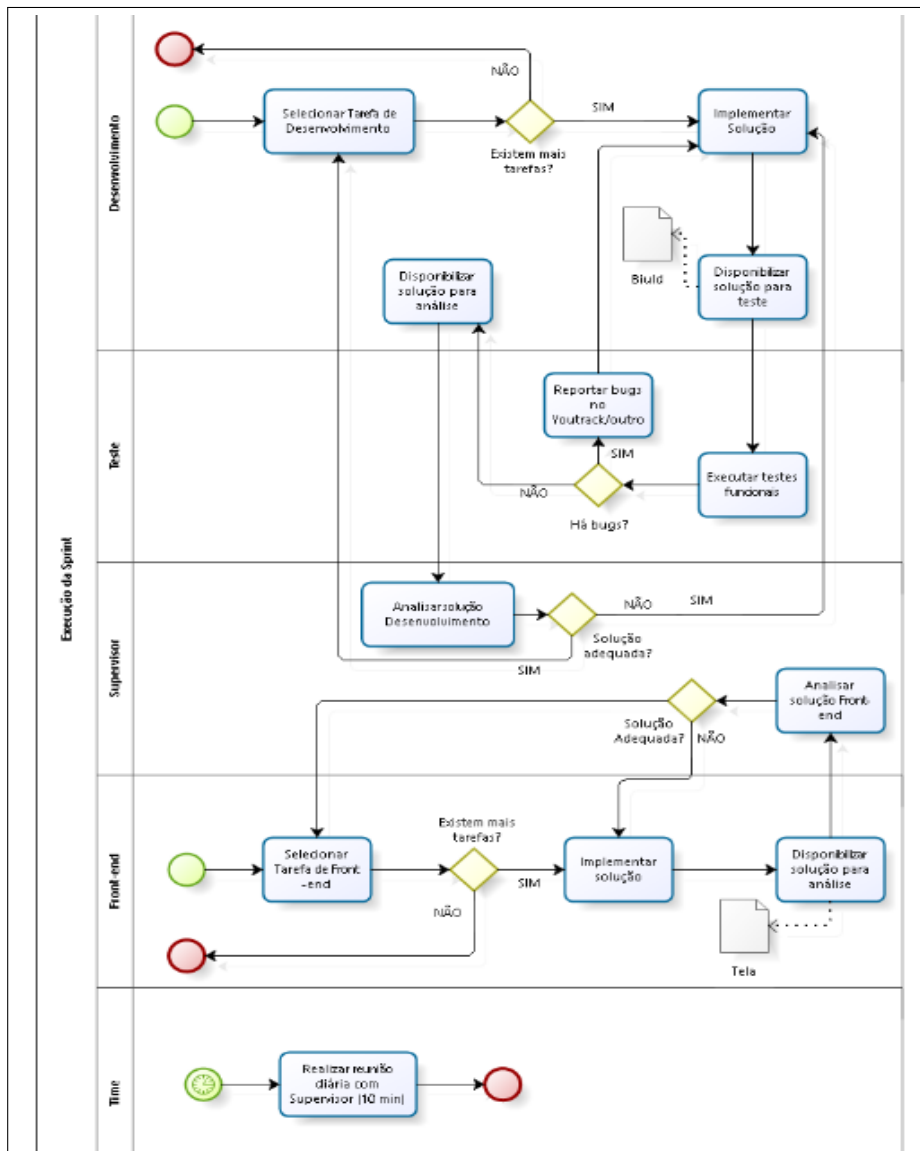 Execução da Sprint
Desenvolvimento
NÃO
Selecionar Tarefa de
Desenvolvimento
SIM
Existem mais
tarefas?
Implementar
Solução
Biuld
Disponibilizar
solução para
análise
Disponibilizar
solução para
teste
Teste
Reportar bugs
no
Youtrack/outro
SIM
NÃO
Há bugs?
Executar testes
funcionais
Supervisor
Analisar solução
Desenvolvimento
NÃO
SIM
SIM
Solução
adequada?
Analisar
solução Front-
end
Solução
Adequada?
NÃO
Front-end
Existem mais
tarefas?
Selecionar
Tarefa de Front
-end
SIM
NÃO
Implementar
solução
Disponibilizar
solução para
análise
Tela
Time
Realizar reunião
diária com
Supervisor (10 min)